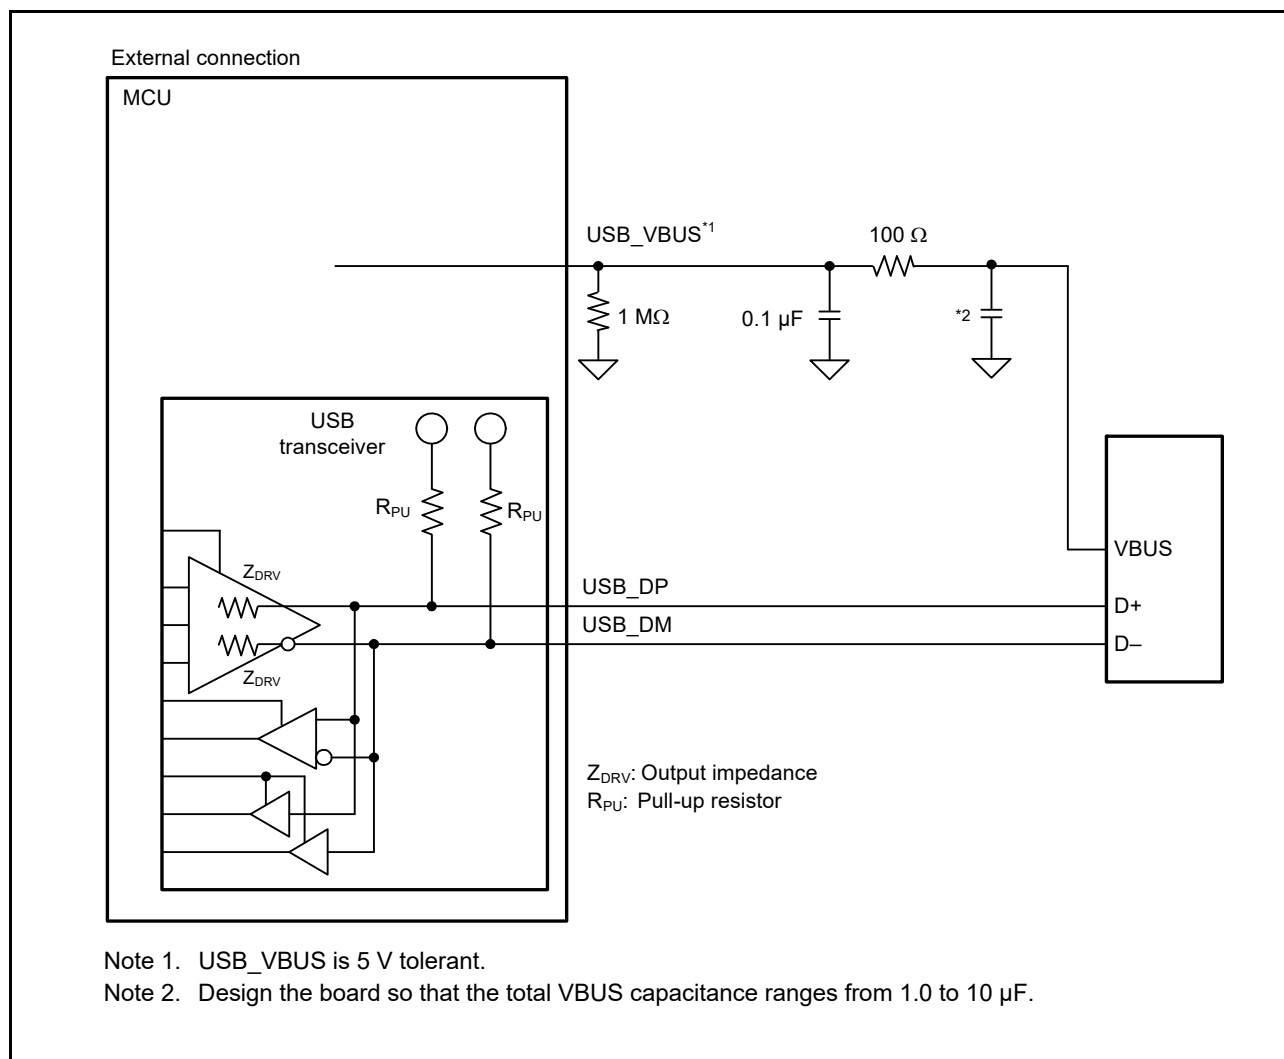 External connection
MCU
USB_VBUS*1
100 Ω
1 MΩ
0.1 µF
*2
USB
transceiver
RPU
RPU
VBUS
ZDRV
USB_DP
D+
USB_DM
D–
ZDRV
ZDRV: Output impedance
RPU: Pull-up resistor
Note 1. USB_VBUS is 5 V tolerant.
Note 2. Design the board so that the total VBUS capacitance ranges from 1.0 to 10 µF.